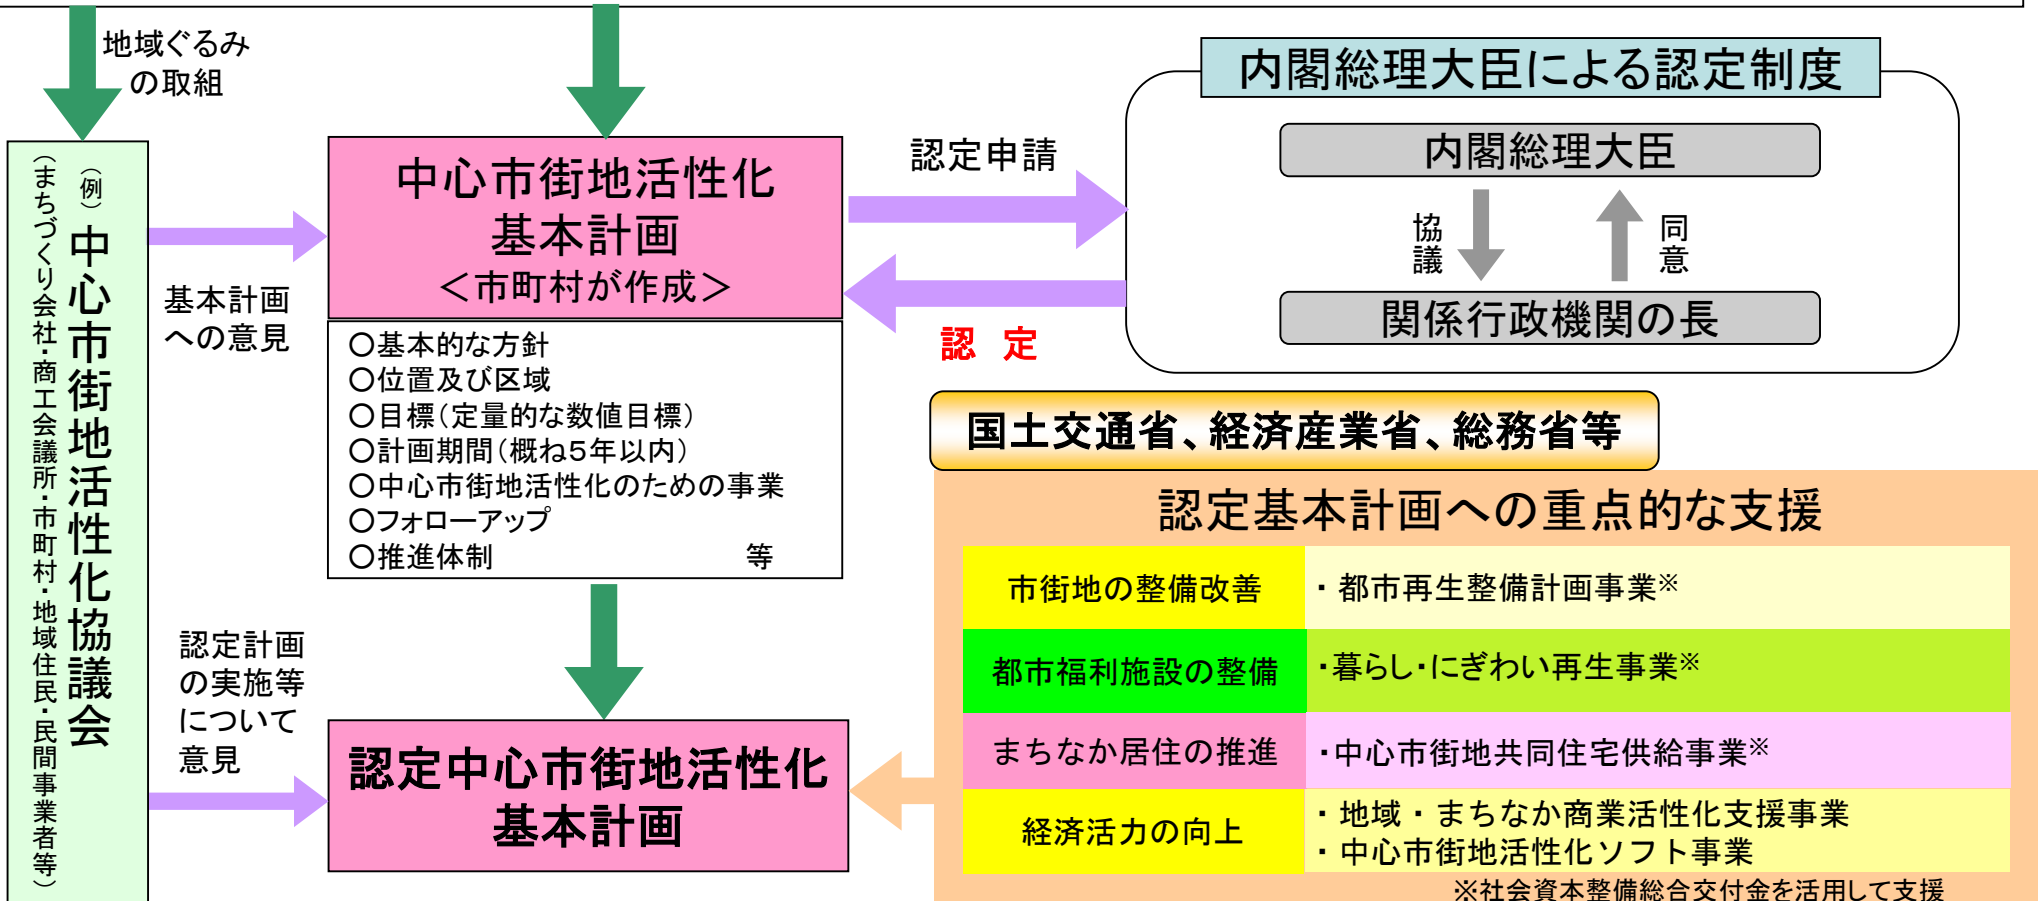 地域ぐるみ
の取組
(例)中心市街地活性化協議会
(まちづくり会社・商工会議所・市町村・地域住民・民間事業者等)
基本計画
への意見
認定計画
の実施等
について
意見
中心市街地活性化
基本計画
＜市町村が作成＞
○基本的な方針
○位置及び区域
○目標（定量的な数値目標）
○計画期間（概ね５年以内）
○中心市街地活性化のための事業
○フォローアップ
○推進体制　等
認定中心市街地活性化
基本計画
認定申請
認 定
内閣総理大臣による認定制度
内閣総理大臣
協議
同意
関係行政機関の長
国土交通省、経済産業省、総務省等
認定基本計画への重点的な支援
市街地の整備改善
・都市再生整備計画事業※
都市福利施設の整備
・暮らし・にぎわい再生事業※
まちなか居住の推進
・中心市街地共同住宅供給事業※
経済活力の向上
・地域・まちなか商業活性化支援事業
・中心市街地活性化ソフト事業
※社会資本整備総合交付金を活用して支援